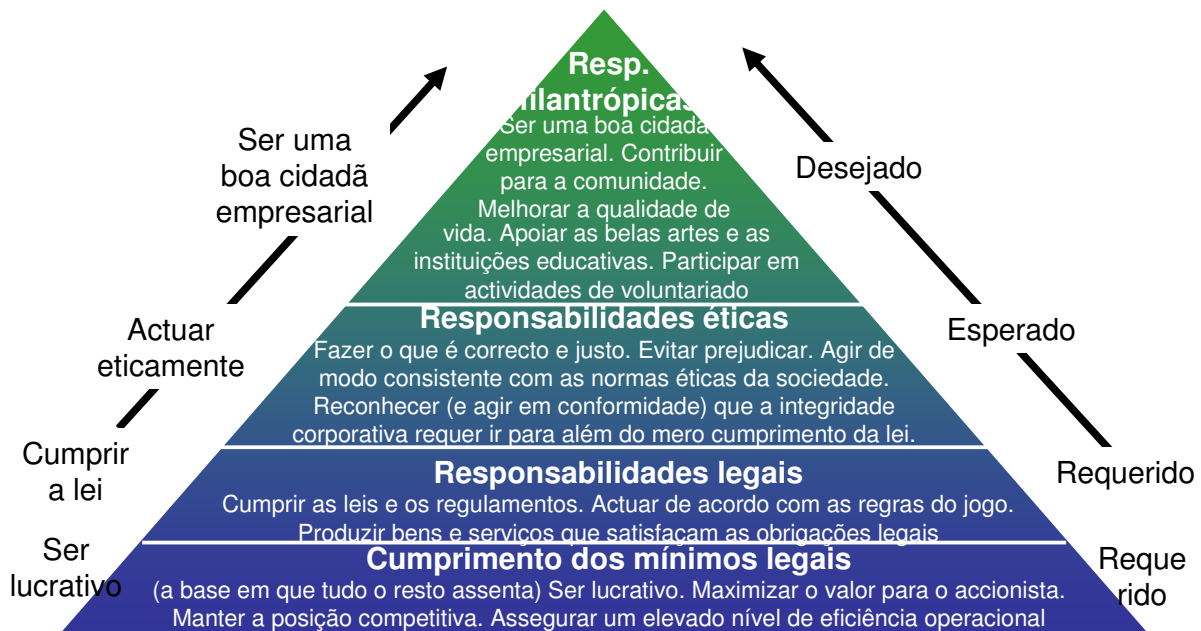 Resp.
filantrópicas
Ser uma boa cidadã
empresarial. Contribuir
para a comunidade.
Melhorar a qualidade de
vida. Apoiar as belas artes e as
instituições educativas. Participar em
actividades de voluntariado
Ser uma
boa cidadã
empresarial
Desejado
Responsabilidades éticas
Fazer o que é correcto e justo. Evitar prejudicar. Agir de
modo consistente com as normas éticas da sociedade.
Reconhecer (e agir em conformidade) que a integridade
corporativa requer ir para além do mero cumprimento da lei.
Actuar
eticamente
Esperado
Responsabilidades legais
Cumprir as leis e os regulamentos. Actuar de acordo com as regras do jogo.
Produzir bens e serviços que satisfaçam as obrigações legais
Cumprir
a lei
Requerido
Cumprimento dos mínimos legais
(a base em que tudo o resto assenta) Ser lucrativo. Maximizar o valor para o accionista.
Manter a posição competitiva. Assegurar um elevado nível de eficiência operacional
Ser
lucrativo
Reque
rido